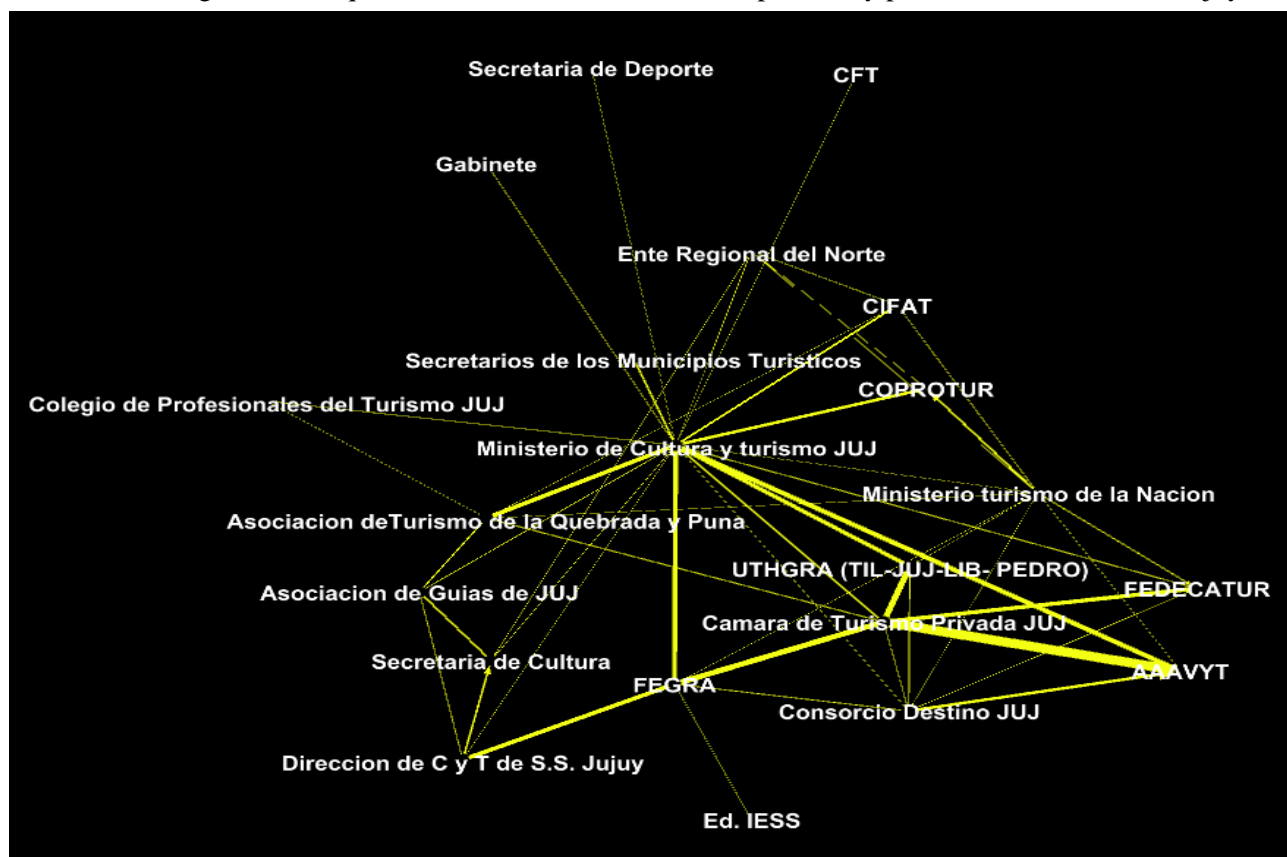 Secretaria de Deporte
CFT
Gabinete
Ente Regional del Norte
CIFAT
Secretarios de los Municipios Turisticos
COPROTUR
Colegio de Profesionales del Turismo JUJ
Ministerio de Cultura y turismo JUJ
Ministerio turismo de la Nacion
Asociacion deTurismo de la Quebrada y Puna
UTHGRA (TIL-JUJ-LIB- PEDRO)
FEDECATUR
Asociacion de Guias de JUJ
Camara de Turismo Privada JUJ
Secretaria de Cultura
AAAVYT
FEGRA
Consorcio Destino JUJ
Direccion de C y T de S.S. Jujuy
Ed. IESS